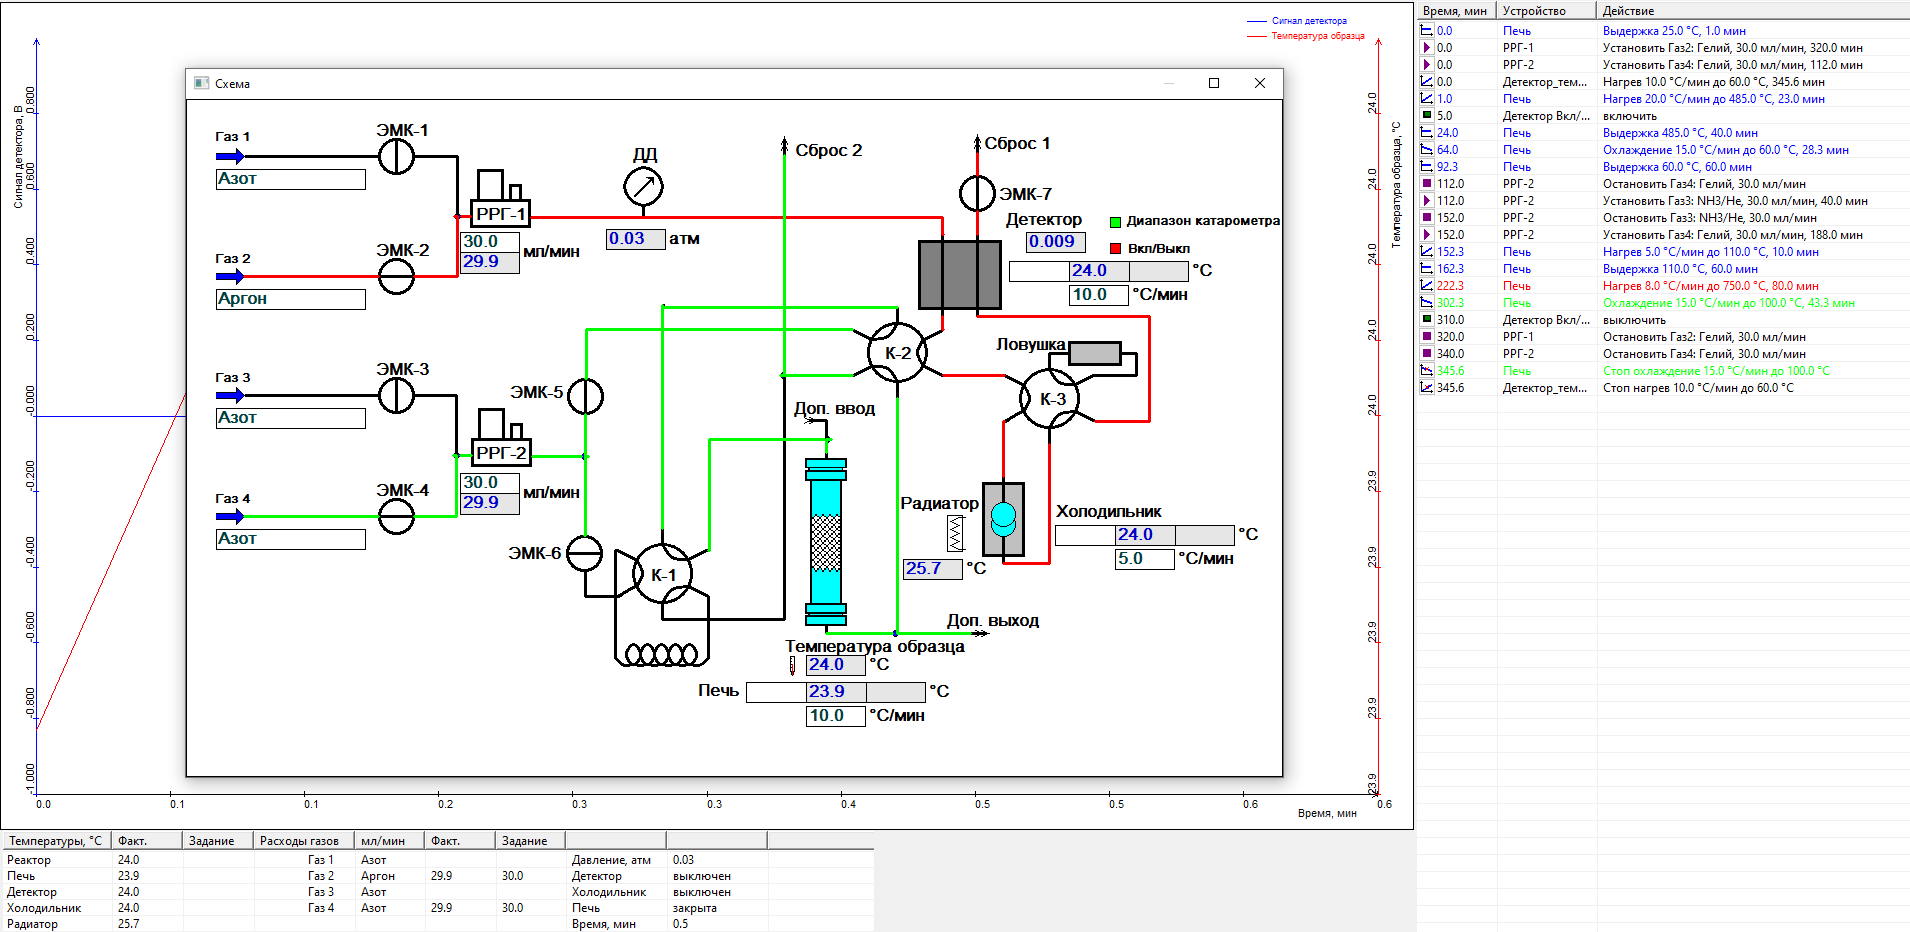 Сигнал детектора
Температура образца
Сигнал детектора, В
0.800
0.600
0.400
0.200
-0.000
-0.200
-0.400
-0.600
-0.800
-1.000
0.0 0.1 0.1 0.2 0.3 0.3 0.4 0.5 0.5 0.6 0.6
Время, мин
Температура образца, °C
24.0
24.0
24.0
24.0
24.0
23.9
23.9
23.9
23.9
23.9
Схема
Газ 1
Азот
ЭМК-1
Газ 2
Аргон
ЭМК-2
РРГ-1
30.0
29.9
мл/мин
ДД
0.03 атм
Сброс 2
Сброс 1
ЭМК-7
Детектор
0.009
Диапазон катарометра
Вкл/Выкл
24.0 °C
10.0 °C/мин
Газ 3
Азот
ЭМК-3
Газ 4
Азот
ЭМК-4
РРГ-2
30.0
29.9
мл/мин
ЭМК-5
ЭМК-6
К-1
К-2
Ловушка
К-3
Доп. ввод
Радиатор
25.7 °C
Холодильник
24.0 °C
5.0 °C/мин
Доп. выход
Температура образца
24.0 °C
Печь 23.9 °C
10.0 °C/мин
Время, мин Устройство Действие
0.0 Печь Выдержка 25.0 °C, 1.0 мин
0.0 РРГ-1 Установить Газ2: Гелий, 30.0 мл/мин, 320.0 мин
0.0 РРГ-2 Установить Газ4: Гелий, 30.0 мл/мин, 112.0 мин
0.0 Детектор_тем... Нагрев 10.0 °C/мин до 60.0 °C, 345.6 мин
1.0 Печь Нагрев 20.0 °C/мин до 485.0 °C, 23.0 мин
5.0 Детектор Вкл/... включить
24.0 Печь Выдержка 485.0 °C, 40.0 мин
64.0 Печь Охлаждение 15.0 °C/мин до 60.0 °C, 28.3 мин
92.3 Печь Выдержка 60.0 °C, 60.0 мин
112.0 РРГ-2 Остановить Газ4: Гелий, 30.0 мл/мин
112.0 РРГ-2 Установить Газ3: NH3/He, 30.0 мл/мин, 40.0 мин
152.0 РРГ-2 Остановить Газ3: NH3/He, 30.0 мл/мин
152.0 РРГ-2 Установить Газ4: Гелий, 30.0 мл/мин, 188.0 мин
152.3 Печь Нагрев 5.0 °C/мин до 110.0 °C, 10.0 мин
162.3 Печь Выдержка 110.0 °C, 60.0 мин
222.3 Печь Нагрев 8.0 °C/мин до 750.0 °C, 80.0 мин
302.3 Печь Охлаждение 15.0 °C/мин до 100.0 °C, 43.3 мин
310.0 Детектор Вкл/... выключить
320.0 РРГ-1 Остановить Газ2: Гелий, 30.0 мл/мин
340.0 РРГ-2 Остановить Газ4: Гелий, 30.0 мл/мин
345.6 Печь Стоп охлаждение 15.0 °C/мин до 100.0 °C
345.6 Детектор_тем... Стоп нагрев 10.0 °C/мин до 60.0 °C
Температуры, °C Факт. Задание Расходы газов мл/мин Факт. Задание
Реактор 24.0 Газ 1 Азот Давление, атм 0.03
Печь 23.9 Газ 2 Аргон 29.9 30.0 Детектор выключен
Детектор 24.0 Газ 3 Азот Холодильник выключен
Холодильник 24.0 Газ 4 Азот 29.9 30.0 Печь закрыта
Радиатор 25.7 Время, мин 0.5